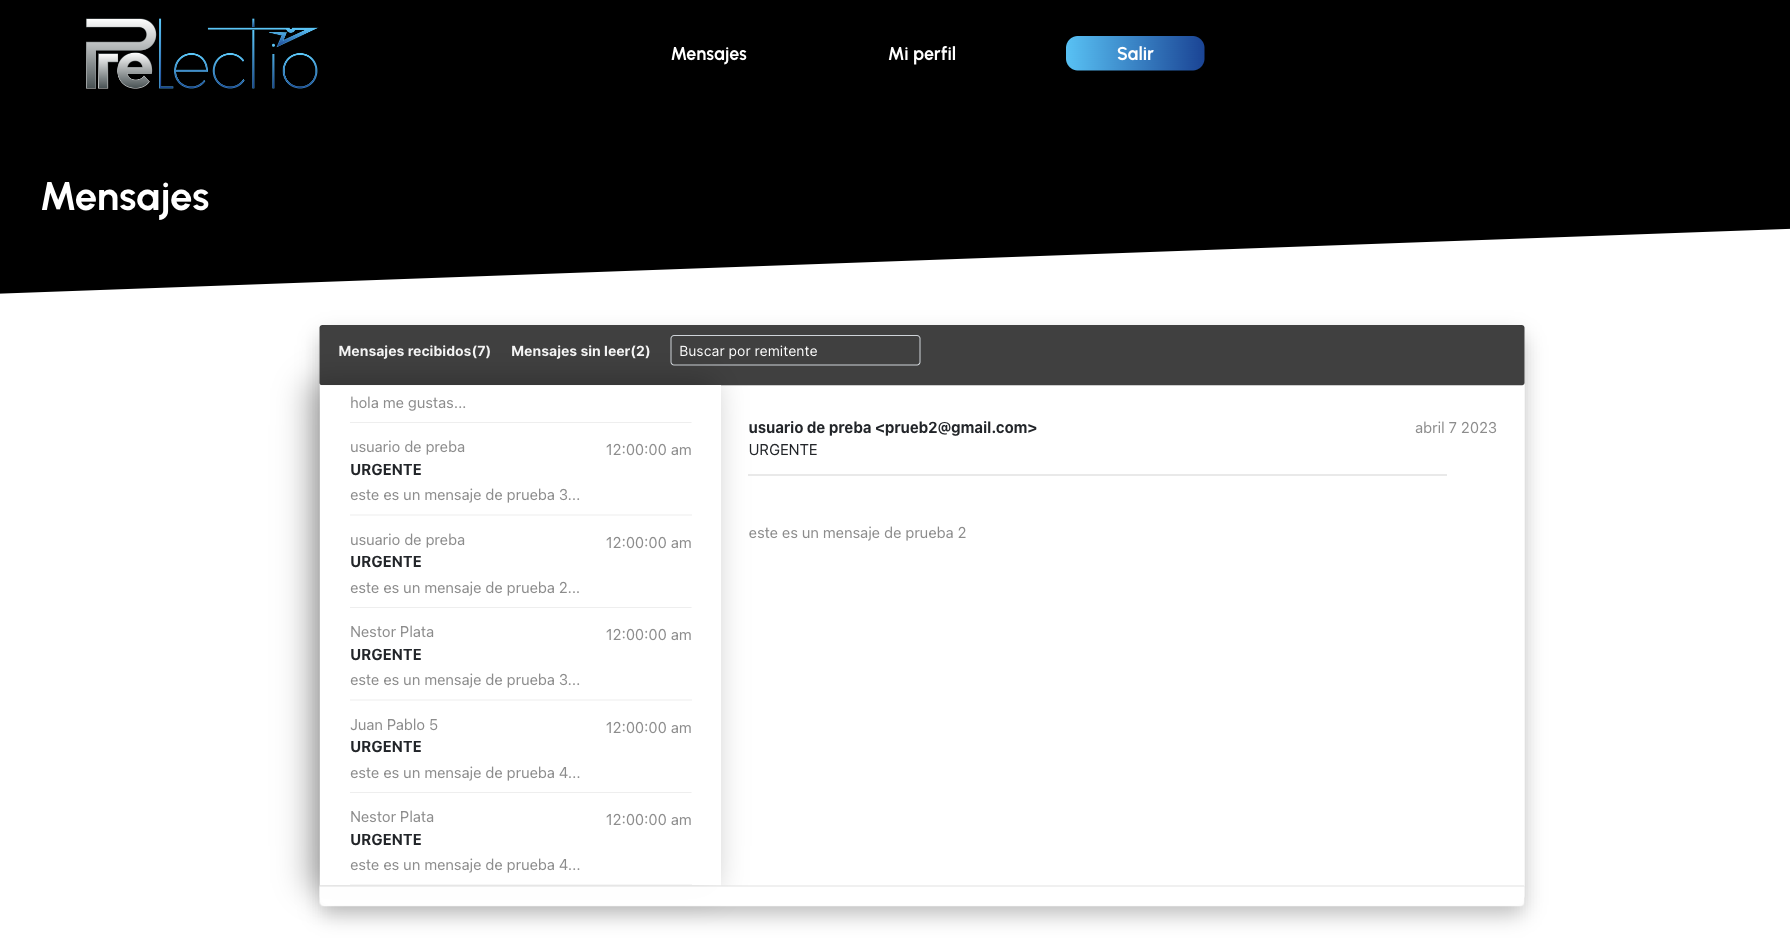 PreLectio
Mensajes
Mi perfil
Salir
Mensajes
Mensajes recibidos(7)
Mensajes sin leer(2)
Buscar por remitente
hola me gustas...
usuario de preba
12:00:00 am
URGENTE
este es un mensaje de prueba 3...
usuario de preba
12:00:00 am
URGENTE
este es un mensaje de prueba 2...
Nestor Plata
12:00:00 am
URGENTE
este es un mensaje de prueba 3...
Juan Pablo 5
12:00:00 am
URGENTE
este es un mensaje de prueba 4...
Nestor Plata
12:00:00 am
URGENTE
este es un mensaje de prueba 4...
usuario de preba <prueb2@gmail.com>
abril 7 2023
URGENTE
este es un mensaje de prueba 2